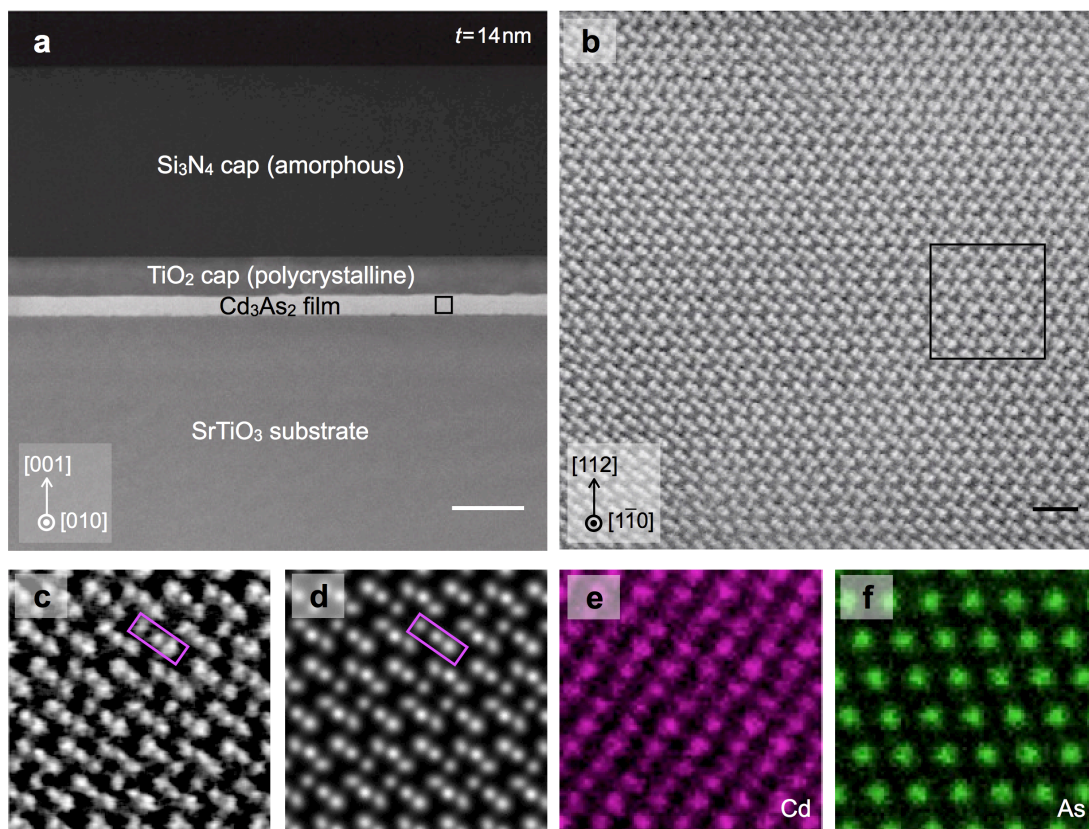 a
t=14nm
Si₃N₄ cap (amorphous)
TiO₂ cap (polycrystalline)
Cd₃As₂ film
SrTiO₃ substrate
[001]
[010]
b
[112]
[11̄0]
c
d
e
Cd
f
As